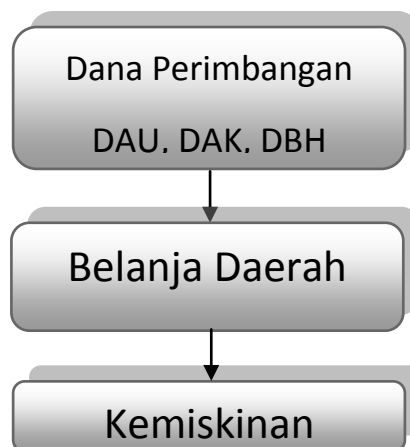 Dana Perimbangan
DAU, DAK, DBH
Belanja Daerah
Kemiskinan